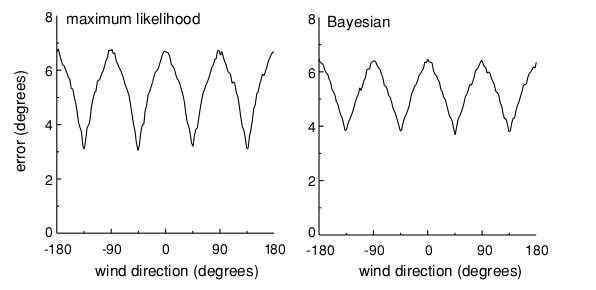 maximum likelihood
error (degrees)
8
6
4
2
0
-180 -90 0 90 180
wind direction (degrees)
Bayesian
8
6
4
2
0
-180 -90 0 90 180
wind direction (degrees)